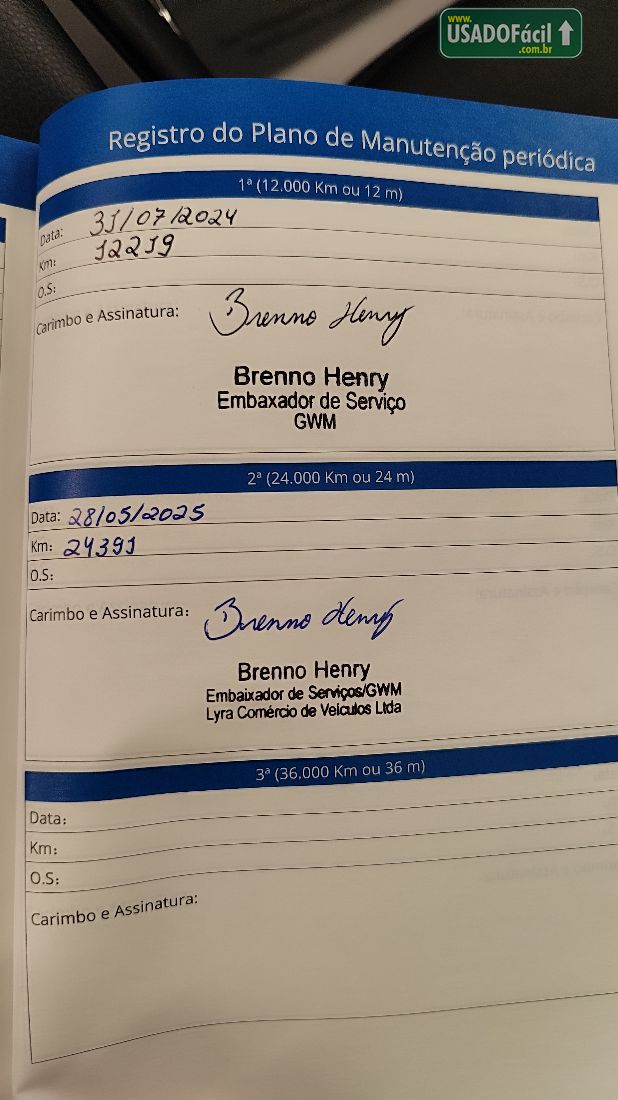 www.
USADOFácil
.com.br
Registro do Plano de Manutenção periódica
1ª (12.000 Km ou 12 m)
Data: 31/07/2024
Km: 12219
O.S:
Carimbo e Assinatura: Brenno Henry
Brenno Henry
Embaxador de Serviço
GWM
2ª (24.000 Km ou 24 m)
Data: 28/05/2025
Km: 24391
O.S:
Carimbo e Assinatura: Brenno Henry
Brenno Henry
Embaixador de Serviços/GWM
Lyra Comércio de Veiculos Ltda
3ª (36.000 Km ou 36 m)
Data:
Km:
O.S:
Carimbo e Assinatura: